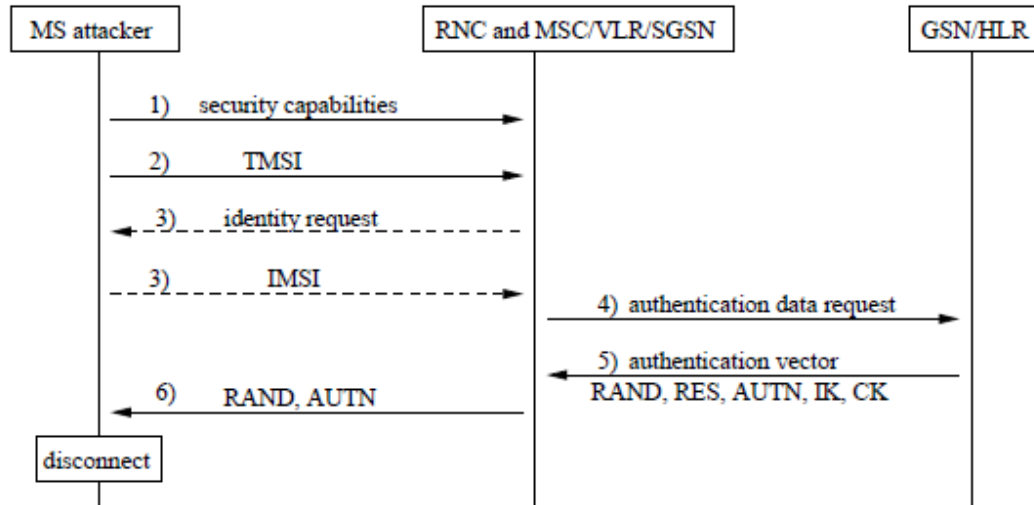 MS attacker
RNC and MSC/VLR/SGSN
GSN/HLR
1) security capabilities
2) TMSI
3) identity request
3) IMSI
4) authentication data request
5) authentication vector
RAND, RES, AUTN, IK, CK
6) RAND, AUTN
disconnect